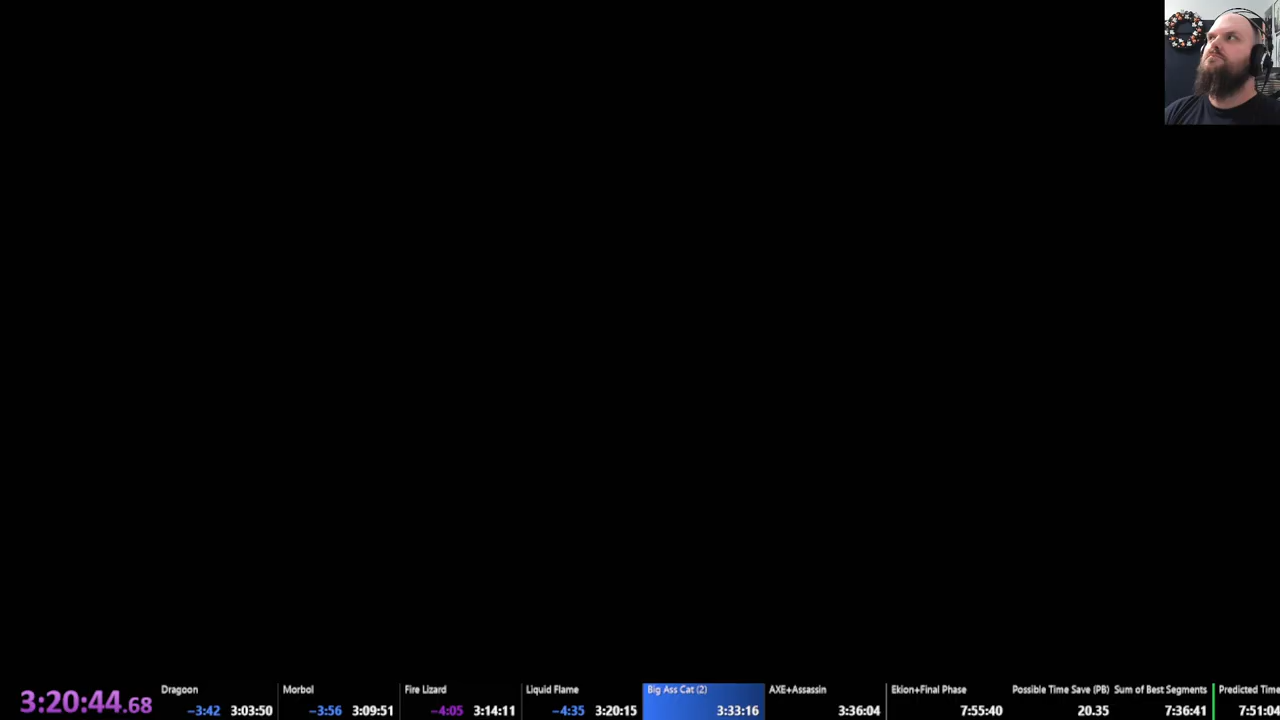 3:20:44.68
Dragoon
−3:42 3:03:50
Morbol
−3:56 3:09:51
Fire Lizard
−4:05 3:14:11
Liquid Flame
−4:35 3:20:15
Big Ass Cat (2)
3:33:16
AXE+Assassin
3:36:04
Ekion+Final Phase
7:55:40
Possible Time Save (PB)
20.35
Sum of Best Segments
7:36:41
Predicted Time
7:51:04